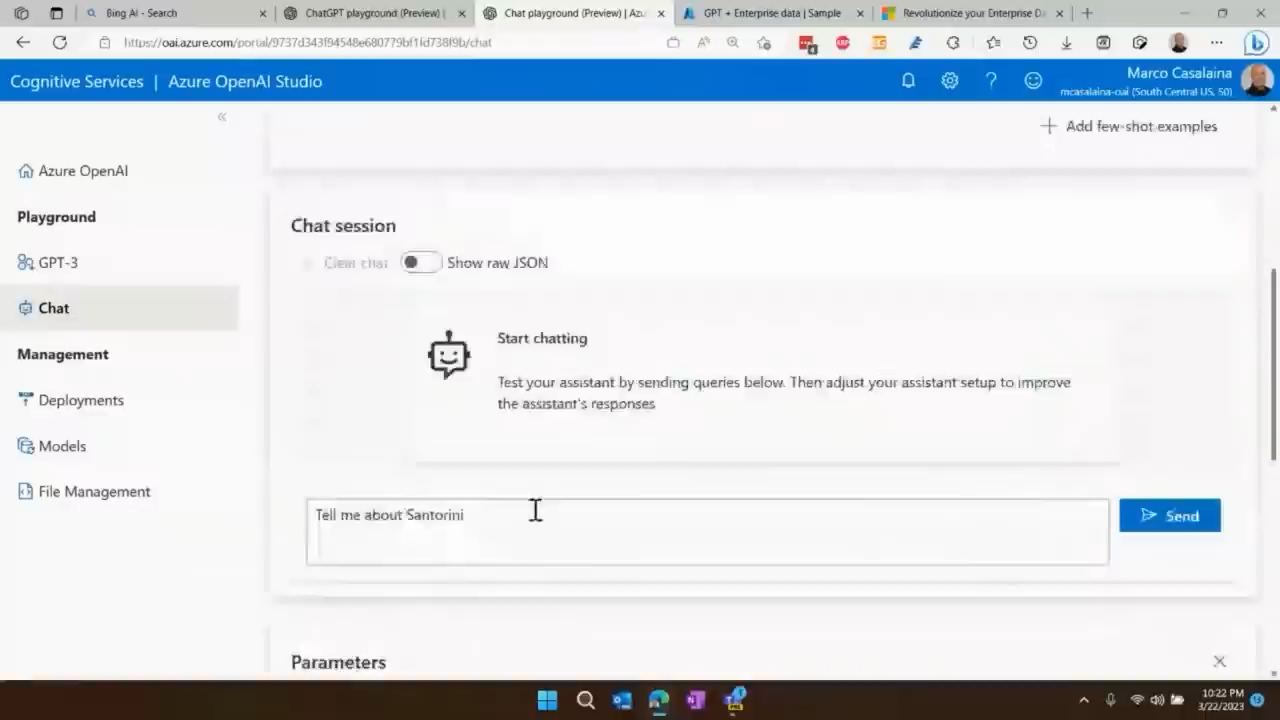 Bing AI - Search
ChatGPT playground (Preview) |
Chat playground (Preview) | Azu
GPT + Enterprise data | Sample
Revolutionize your Enterprise Da
https://oai.azure.com/portal/9737d343f94548e680779bf1fd738f9b/chat
Cognitive Services | Azure OpenAI Studio
Marco Casalaina
mcasalaina-oai (South Central US, S0)
Add few-shot examples
Azure OpenAI
Playground
GPT-3
Chat
Management
Deployments
Models
File Management
Chat session
Clear chat
Show raw JSON
Start chatting
Test your assistant by sending queries below. Then adjust your assistant setup to improve
the assistant's responses
Tell me about Santorini
Send
Parameters
10:22 PM
3/22/2023